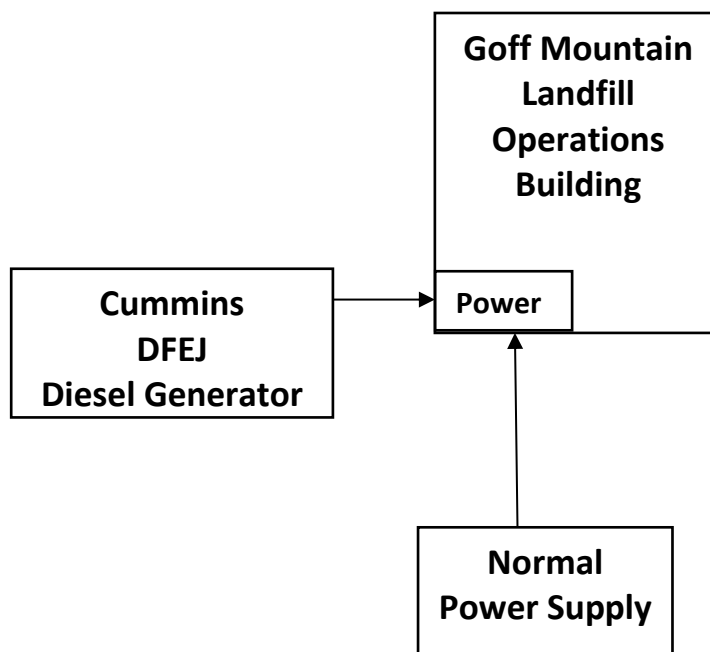 Goff Mountain
Landfill
Operations
Building
Power
Cummins
DFEJ
Diesel Generator
Normal
Power Supply